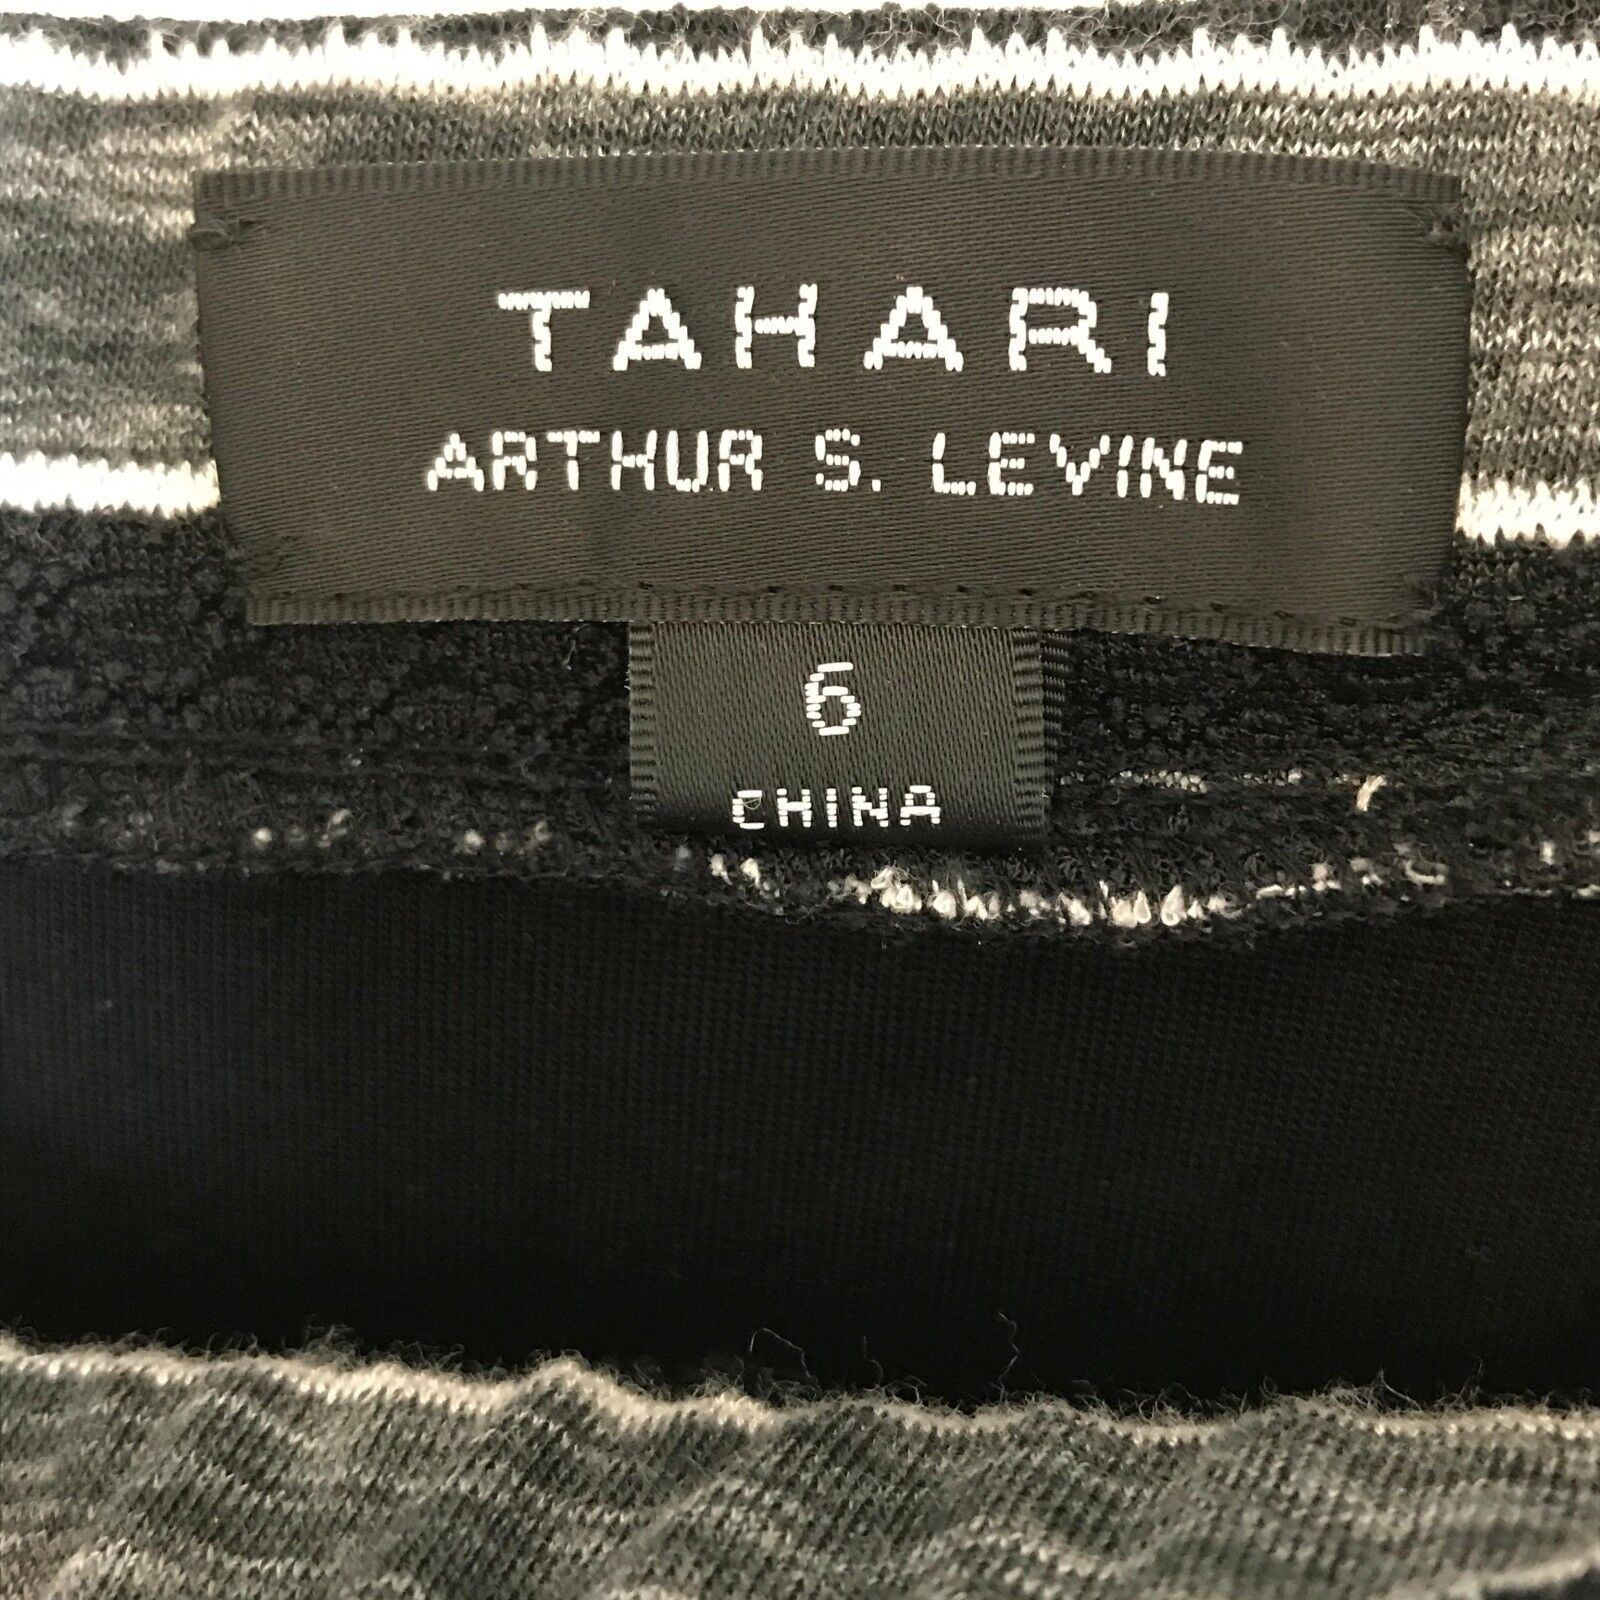 TAHARI
ARTHUR S. LEVINE
6
CHINA